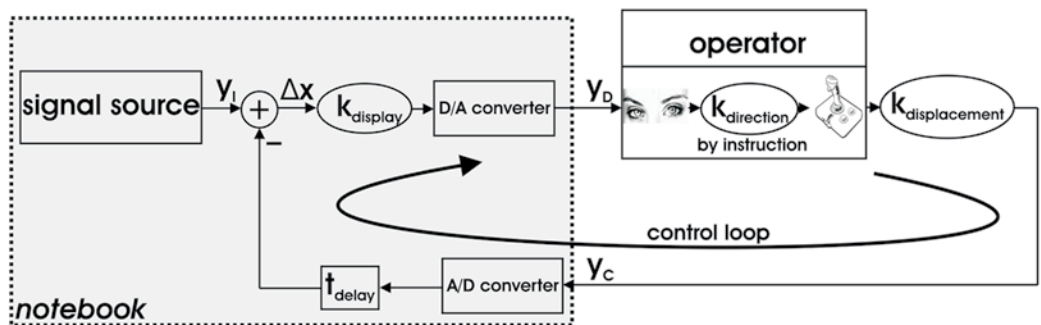 operator
signal source
y_I
+
Δx
k_display
D/A converter
y_D
k_direction
by instruction
k_displacement
−
control loop
t_delay
A/D converter
y_C
notebook